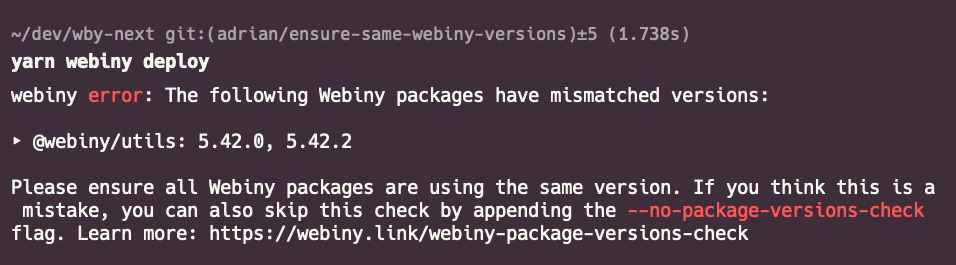 ~/dev/wby-next git:(adrian/ensure-same-webiny-versions)±5 (1.738s)
yarn webiny deploy
webiny error: The following Webiny packages have mismatched versions:
‣ @webiny/utils: 5.42.0, 5.42.2
Please ensure all Webiny packages are using the same version. If you think this is a
mistake, you can also skip this check by appending the --no-package-versions-check
flag. Learn more: https://webiny.link/webiny-package-versions-check